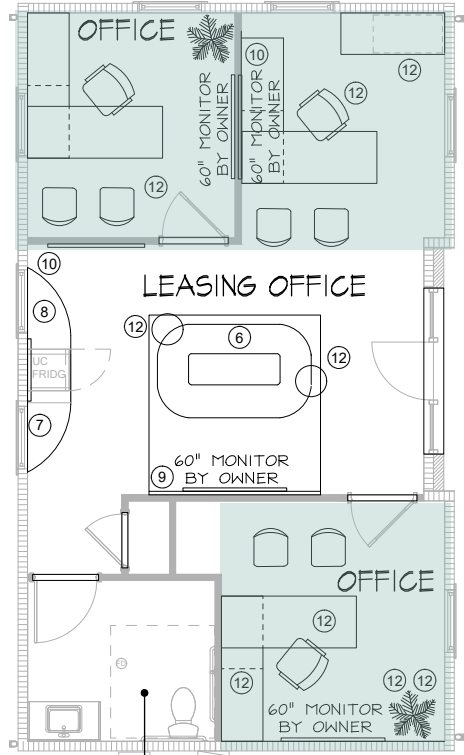 OFFICE
10
12
12
60" MONITOR
BY OWNER
60" MONITOR
BY OWNER
12
10
LEASING OFFICE
8
12
6
12
UC
FRIDG
7
60" MONITOR
BY OWNER
9
OFFICE
12
12
12 12
60" MONITOR
BY OWNER
FD